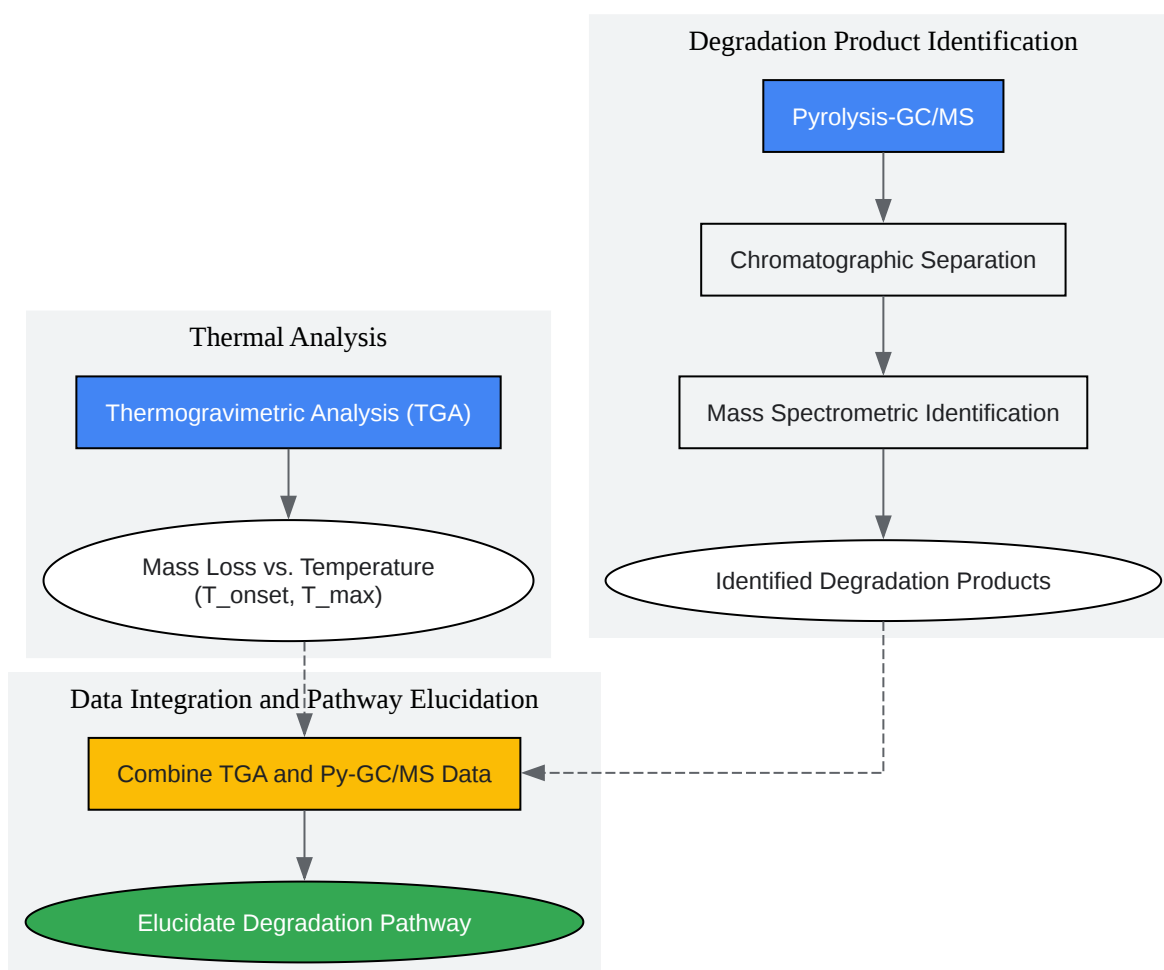 Degradation Product Identification
Pyrolysis-GC/MS
Chromatographic Separation
Mass Spectrometric Identification
Identified Degradation Products
Thermal Analysis
Thermogravimetric Analysis (TGA)
Mass Loss vs. Temperature
(T_onset, T_max)
Data Integration and Pathway Elucidation
Combine TGA and Py-GC/MS Data
Elucidate Degradation Pathway